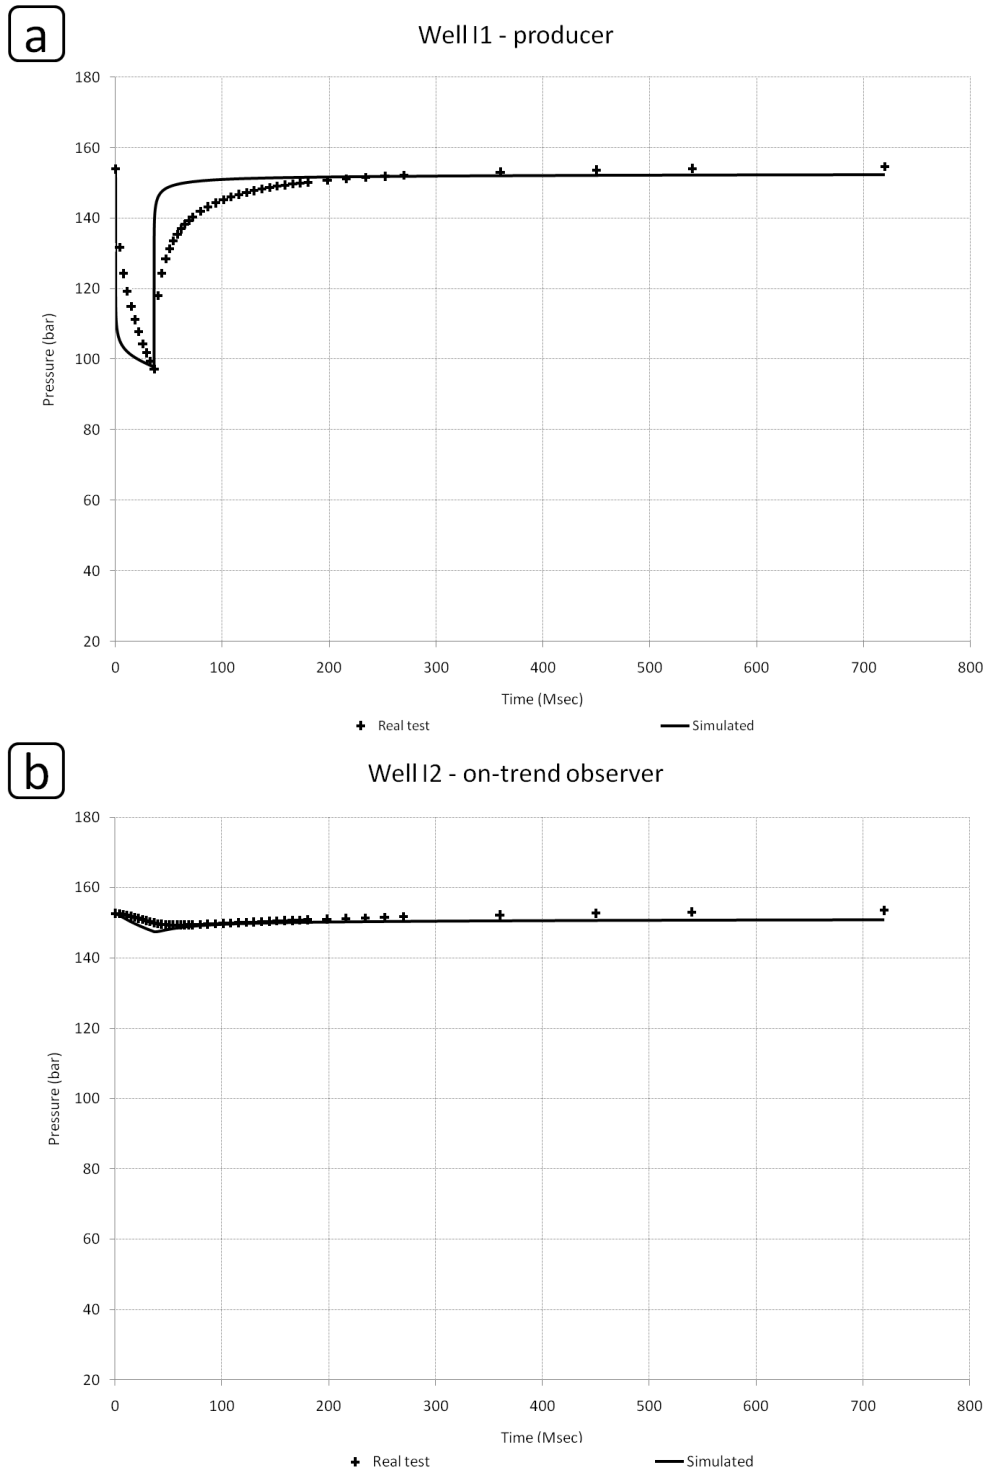 a
Well I1 - producer
180
160
140
120
100
80
60
40
20
Pressure (bar)
0 100 200 300 400 500 600 700 800
Time (Msec)
Real test Simulated
b
Well I2 - on-trend observer
180
160
140
120
100
80
60
40
20
Pressure (bar)
0 100 200 300 400 500 600 700 800
Time (Msec)
Real test Simulated